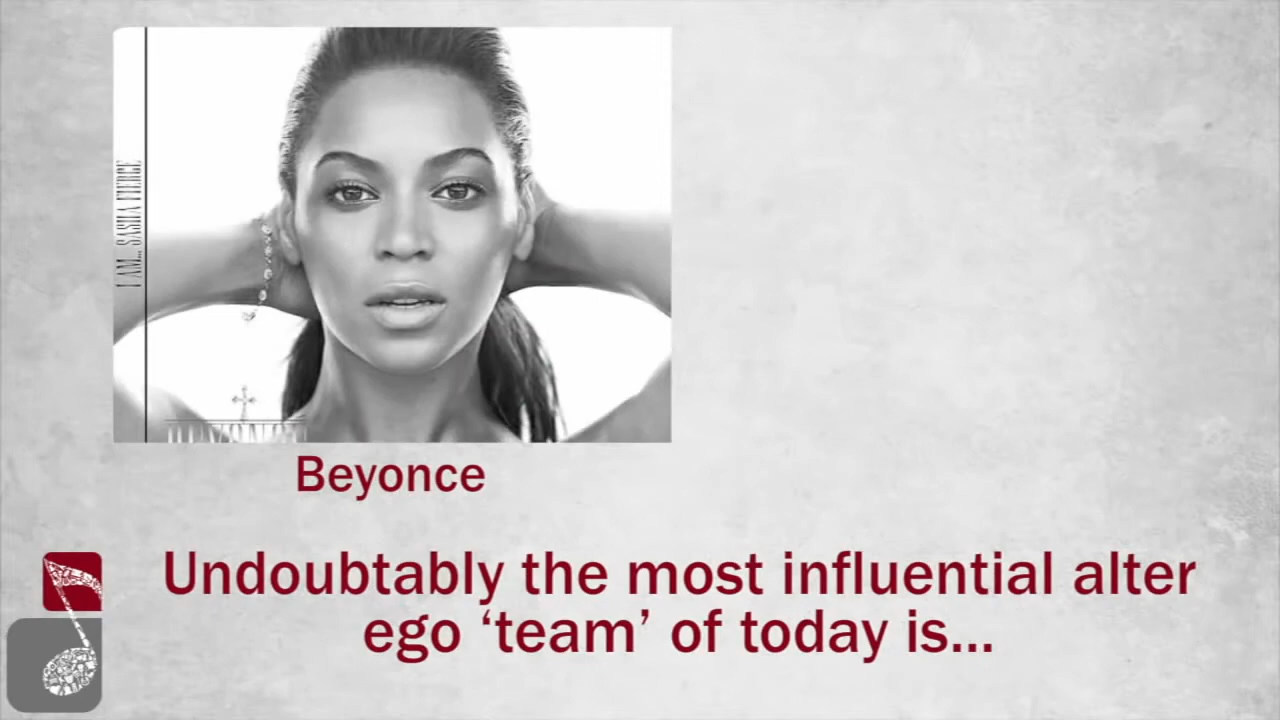 I AM... SASHA FIERCE
Beyonce
Undoubtably the most influential alter
ego ‘team’ of today is...